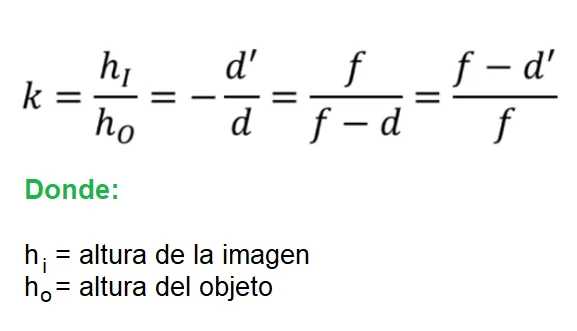 k = h_I / h_O = − d′ / d = f / (f − d) = (f − d′) / f
Donde:
h_i = altura de la imagen
h_o = altura del objeto